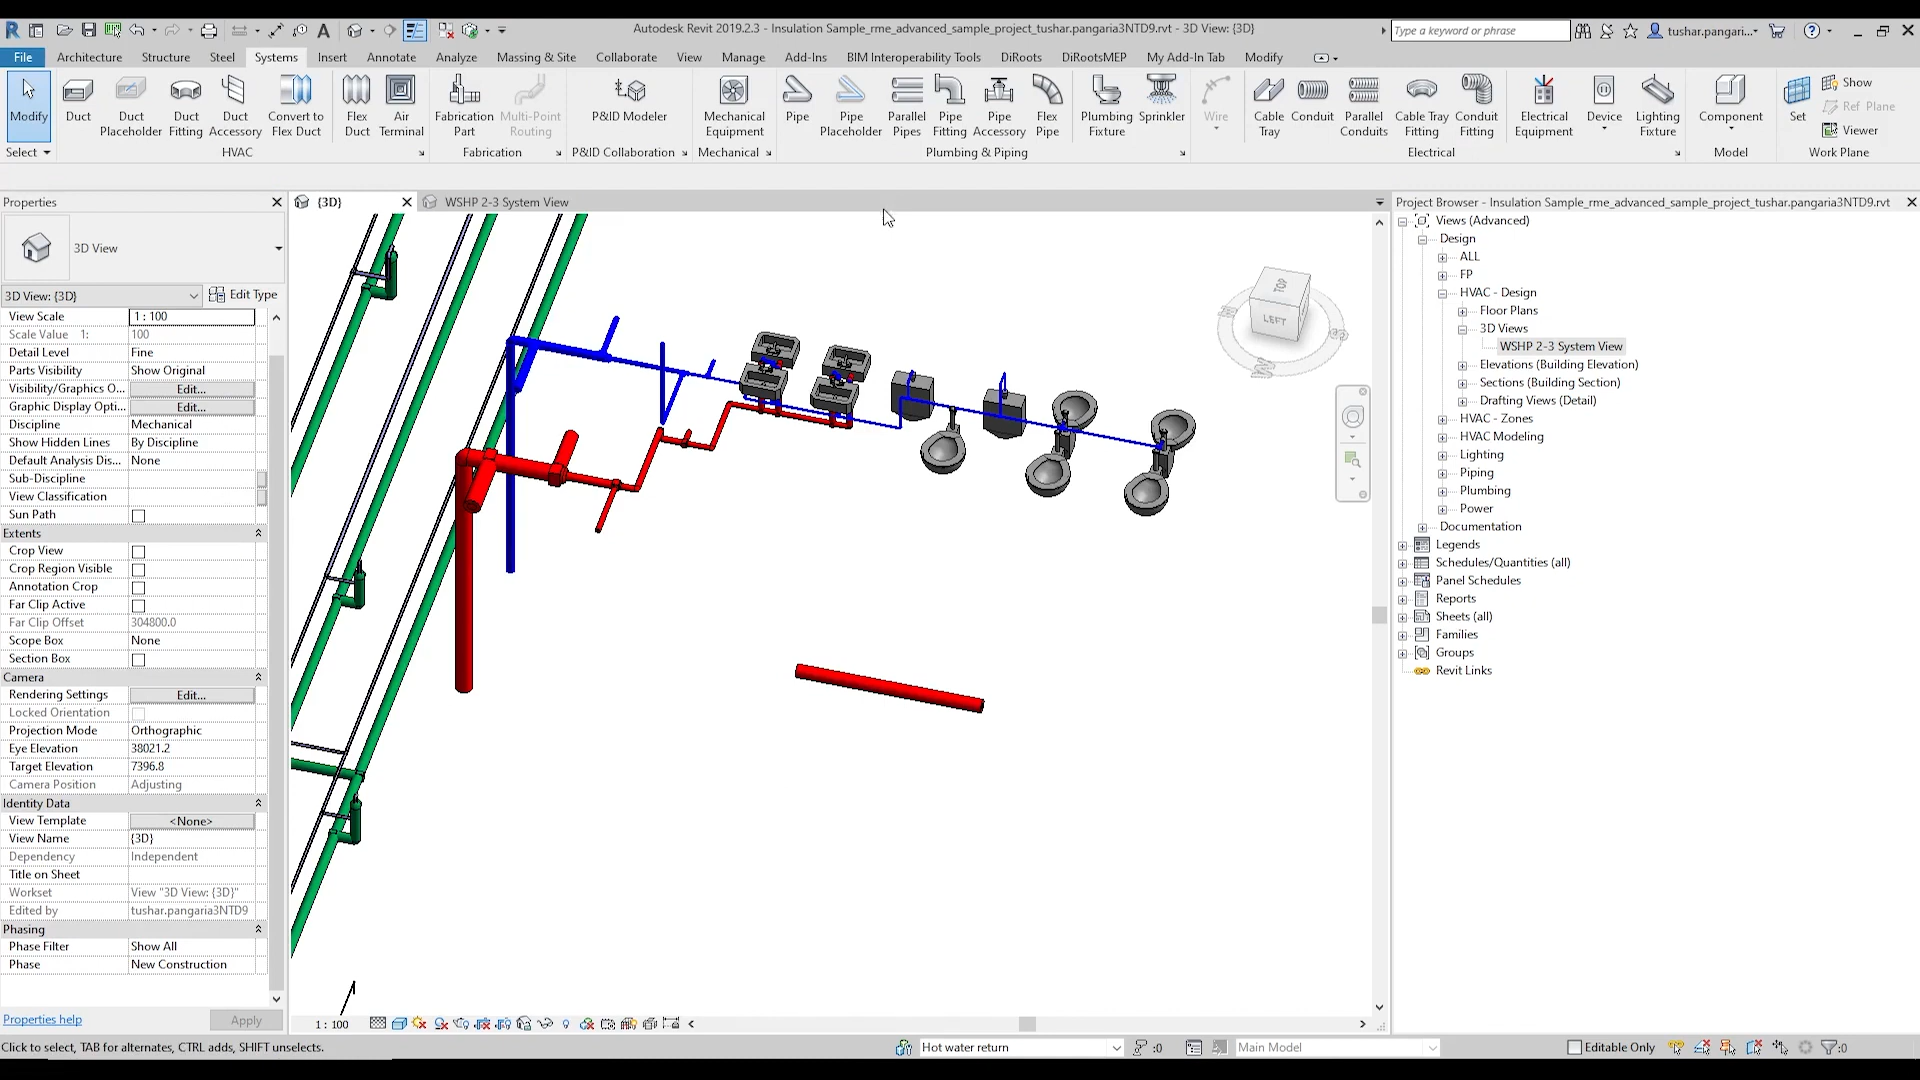 Autodesk Revit 2019.2.3 - Insulation Sample_rme_advanced_sample_project_tushar.pangaria3NTD9.rvt - 3D View: {3D}
Type a keyword or phrase
tushar.pangari...
File Architecture Structure Steel Systems Insert Annotate Analyze Massing & Site Collaborate View Manage Add-Ins BIM Interoperability Tools DiRoots DiRootsMEP My Add-In Tab Modify
Modify
Duct
Duct Placeholder
Duct Fitting
Duct Accessory
Convert to Flex Duct
Flex Duct
Air Terminal
Fabrication Part
Multi-Point Routing
P&ID Modeler
Mechanical Equipment
Pipe
Pipe Placeholder
Parallel Pipes
Pipe Fitting
Pipe Accessory
Flex Pipe
Plumbing Fixture
Sprinkler
Wire
Cable Tray
Conduit
Parallel Conduits
Cable Tray Fitting
Conduit Fitting
Electrical Equipment
Device
Lighting Fixture
Component
Set
Show
Ref Plane
Viewer
Select HVAC Fabrication P&ID Collaboration Mechanical Plumbing & Piping Electrical Model Work Plane
Properties
{3D}
WSHP 2-3 System View
Project Browser - Insulation Sample_rme_advanced_sample_project_tushar.pangaria3NTD9.rvt
3D View
3D View: {3D} Edit Type
View Scale 1 : 100
Scale Value 1: 100
Detail Level Fine
Parts Visibility Show Original
Visibility/Graphics O... Edit...
Graphic Display Opti... Edit...
Discipline Mechanical
Show Hidden Lines By Discipline
Default Analysis Dis... None
Sub-Discipline
View Classification
Sun Path
Extents
Crop View
Crop Region Visible
Annotation Crop
Far Clip Active
Far Clip Offset 304800.0
Scope Box None
Section Box
Camera
Rendering Settings Edit...
Locked Orientation
Projection Mode Orthographic
Eye Elevation 38021.2
Target Elevation 7396.8
Camera Position Adjusting
Identity Data
View Template <None>
View Name {3D}
Dependency Independent
Title on Sheet
Workset View "3D View: {3D}"
Edited by tushar.pangaria3NTD9
Phasing
Phase Filter Show All
Phase New Construction
Properties help Apply
TOP
LEFT
Views (Advanced)
Design
ALL
FP
HVAC - Design
Floor Plans
3D Views
WSHP 2-3 System View
Elevations (Building Elevation)
Sections (Building Section)
Drafting Views (Detail)
HVAC - Zones
HVAC Modeling
Lighting
Piping
Plumbing
Power
Documentation
Legends
Schedules/Quantities (all)
Panel Schedules
Reports
Sheets (all)
Families
Groups
Revit Links
1 : 100
Click to select, TAB for alternates, CTRL adds, SHIFT unselects.
Hot water return
:0
Main Model
Editable Only
:0